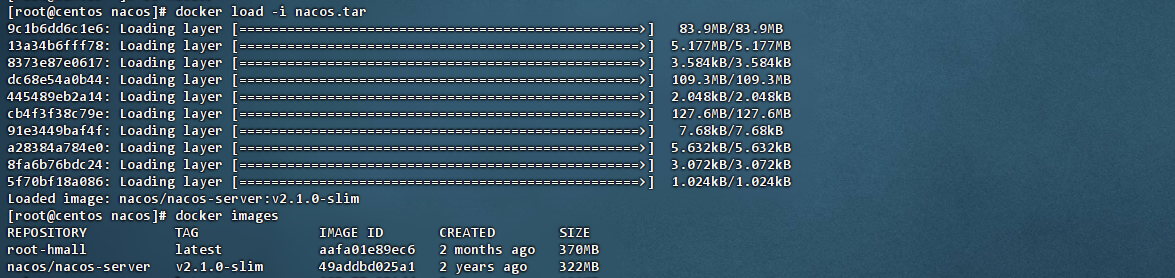 [root@centos nacos]# docker load -i nacos.tar
9c1b6dd6c1e6: Loading layer [==================================================>]   83.9MB/83.9MB
13a34b6fff78: Loading layer [==================================================>]  5.177MB/5.177MB
8373e87e0617: Loading layer [==================================================>]  3.584kB/3.584kB
dc68e54a0b44: Loading layer [==================================================>]  109.3MB/109.3MB
445489eb2a14: Loading layer [==================================================>]  2.048kB/2.048kB
cb4f3f38c79e: Loading layer [==================================================>]  127.6MB/127.6MB
91e3449baf4f: Loading layer [==================================================>]   7.68kB/7.68kB
a28384a784e0: Loading layer [==================================================>]  5.632kB/5.632kB
8fa6b76bdc24: Loading layer [==================================================>]  3.072kB/3.072kB
5f70bf18a086: Loading layer [==================================================>]  1.024kB/1.024kB
Loaded image: nacos/nacos-server:v2.1.0-slim
[root@centos nacos]# docker images
REPOSITORY           TAG               IMAGE ID       CREATED        SIZE
root-hmall           latest            aafa01e89ec6   2 months ago   370MB
nacos/nacos-server   v2.1.0-slim       49addbd025a1   2 years ago    322MB